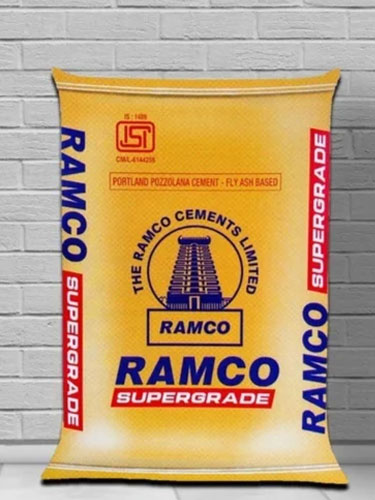 IS : 1489
ISI
CM/L-6144255
PORTLAND POZZOLANA CEMENT - FLY ASH BASED
THE RAMCO CEMENTS LIMITED
RAMCO
RAMCO
SUPERGRADE
RAMCO SUPERGRADE
RAMCO SUPERGRADE